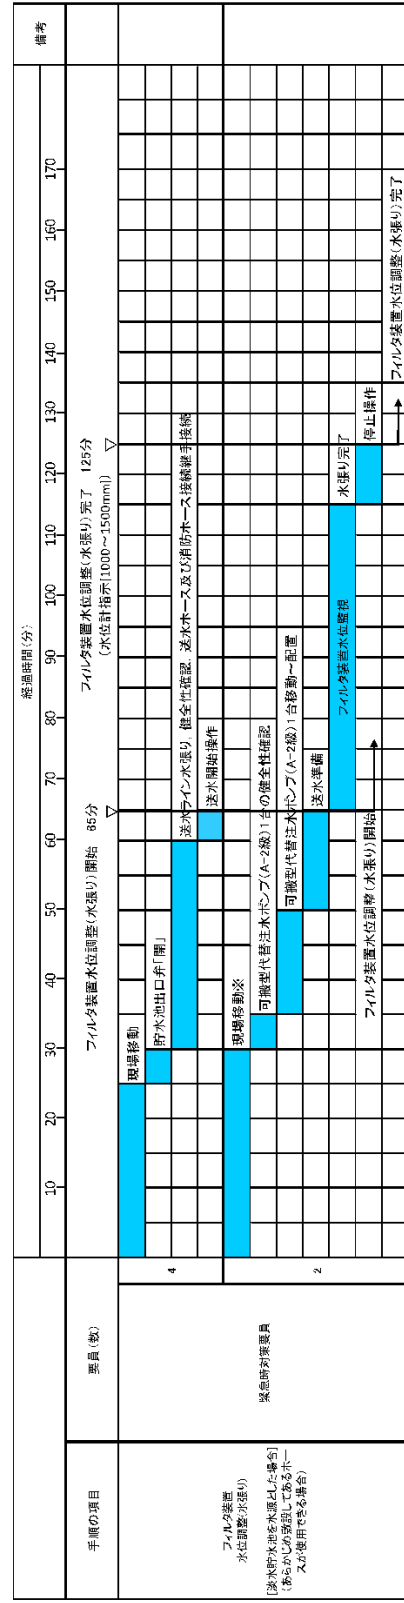 経過時間(分)
備考
手順の項目
要員(数)
10 20 30 40 50 60 70 80 90 100 110 120 130 140 150 160 170
フィルタ装置水位調整(水張り)開始 65分
フィルタ装置水位調整(水張り)完了 125分
(水位計指示[1000~1500mm])
フィルタ装置
水位調整(水張り)
[淡水貯水池を水源とした場合]
(あらかじめ敷設してあるホー
スが使用できる場合)
緊急時対策要員
4
現場移動
貯水池出口弁「開」
送水ライン水張り、健全性確認、送水ホース及び消防ホース接続継手接続
送水開始操作
2
現場移動※
可搬型代替注水ポンプ(A-2級)1台の健全性確認
可搬型代替注水ポンプ(A-2級)1台移動~配置
送水準備
フィルタ装置水位監視
水張り完了
停止操作
フィルタ装置水位調整(水張り)開始
フィルタ装置水位調整(水張り)完了